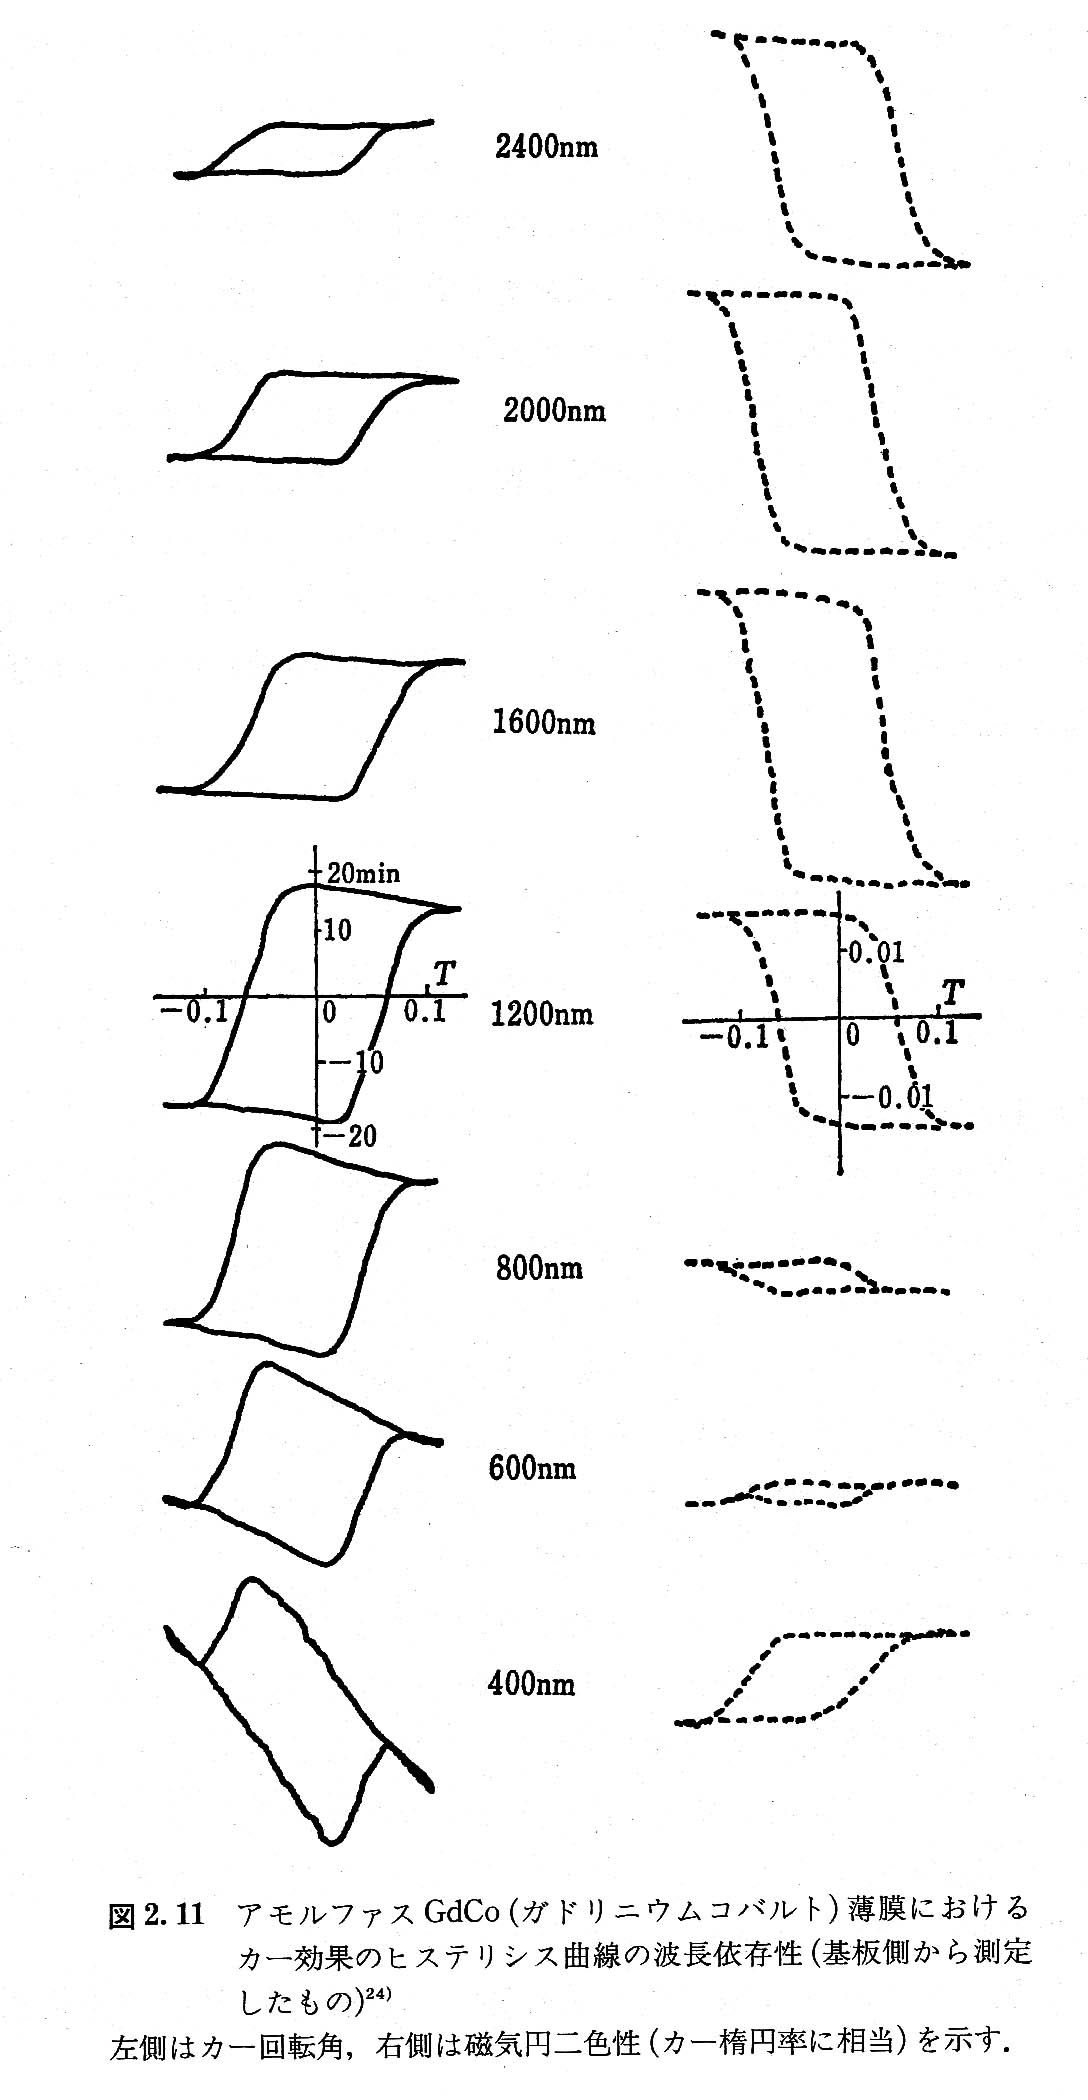 2400nm
2000nm
1600nm
20min
10
T
-0.1
0
0.1
-10
-20
1200nm
0.01
T
-0.1
0
0.1
-0.01
800nm
600nm
400nm
図2.11 アモルファスGdCo(ガドリニウムコバルト)薄膜における
カー効果のヒステリシス曲線の波長依存性(基板側から測定
したもの)24)
左側はカー回転角，右側は磁気円二色性(カー楕円率に相当)を示す．